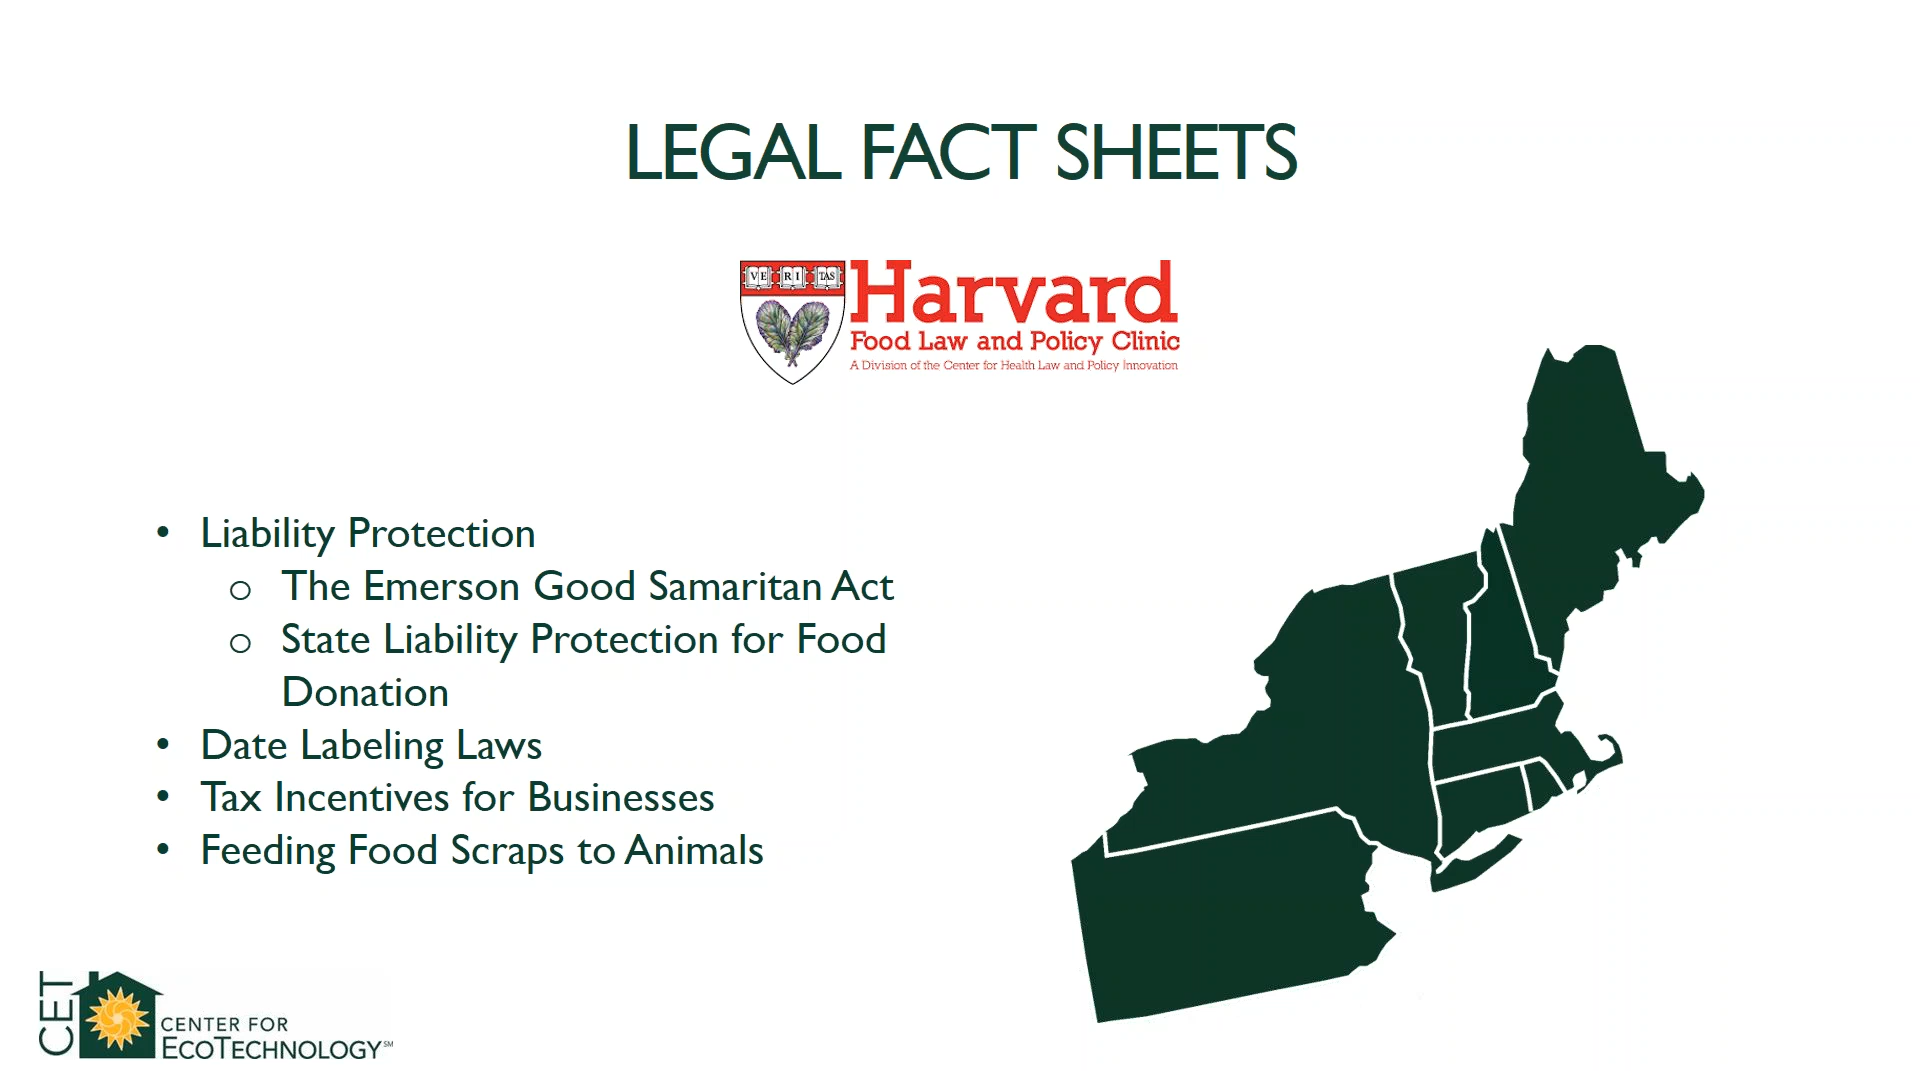 LEGAL FACT SHEETS
VE RI TAS
Harvard
Food Law and Policy Clinic
A Division of the Center for Health Law and Policy Innovation
• Liability Protection
o The Emerson Good Samaritan Act
o State Liability Protection for Food
Donation
• Date Labeling Laws
• Tax Incentives for Businesses
• Feeding Food Scraps to Animals
CET
CENTER FOR
ECOTECHNOLOGY℠